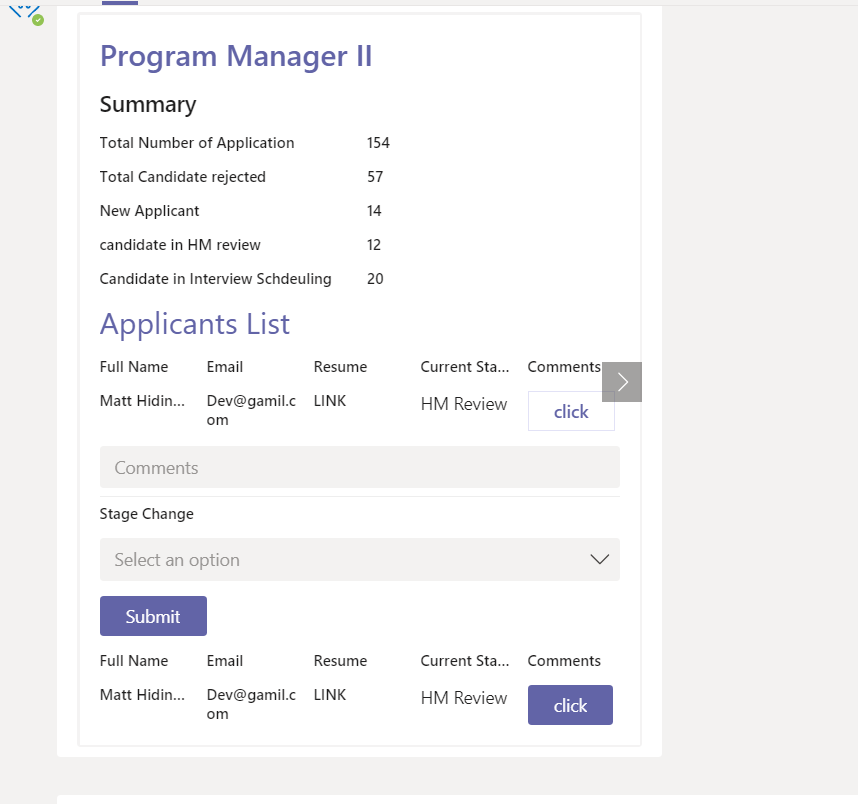 Program Manager II
Summary
Total Number of Application 154
Total Candidate rejected 57
New Applicant 14
candidate in HM review 12
Candidate in Interview Schdeuling 20
Applicants List
Full Name Email Resume Current Sta... Comments
Matt Hidin... Dev@gamil.c LINK HM Review click
om
Comments
Stage Change
Select an option
Submit
Full Name Email Resume Current Sta... Comments
Matt Hidin... Dev@gamil.c LINK HM Review click
om